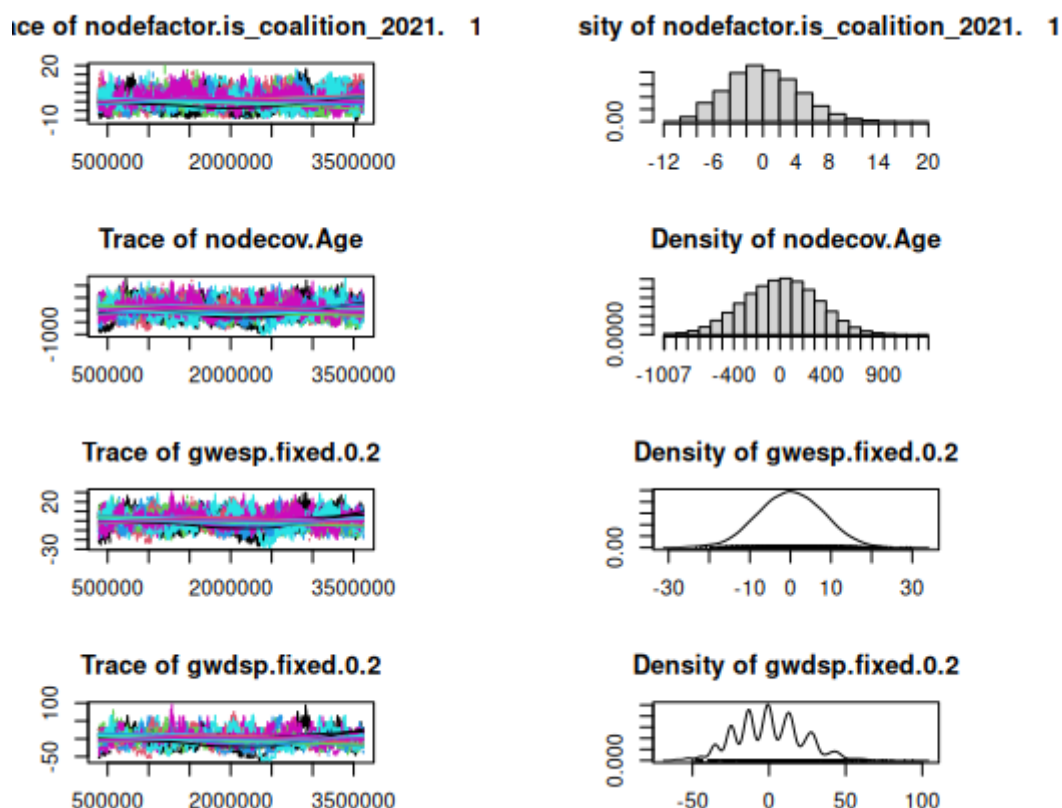 ace of nodefactor.is_coalition_2021. 1
20
-10
500000 2000000 3500000
sity of nodefactor.is_coalition_2021. 1
0.00
-12 -6 0 4 8 14 20
Trace of nodecov.Age
-1000
500000 2000000 3500000
Density of nodecov.Age
0.0000
-1007 -400 0 400 900
Trace of gwesp.fixed.0.2
20
-30
500000 2000000 3500000
Density of gwesp.fixed.0.2
0.00
-30 -10 0 10 30
Trace of gwdsp.fixed.0.2
100
-50
500000 2000000 3500000
Density of gwdsp.fixed.0.2
0.000
-50 0 50 100